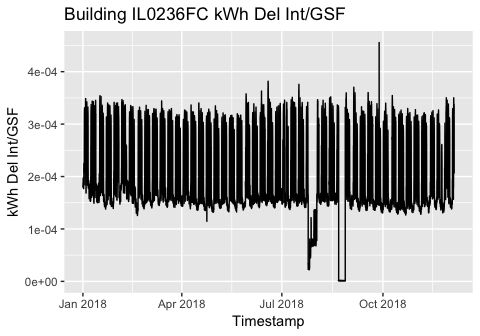 Building IL0236FC kWh Del Int/GSF
kWh Del Int/GSF
4e-04
3e-04
2e-04
1e-04
0e+00
Jan 2018 Apr 2018 Jul 2018 Oct 2018
Timestamp